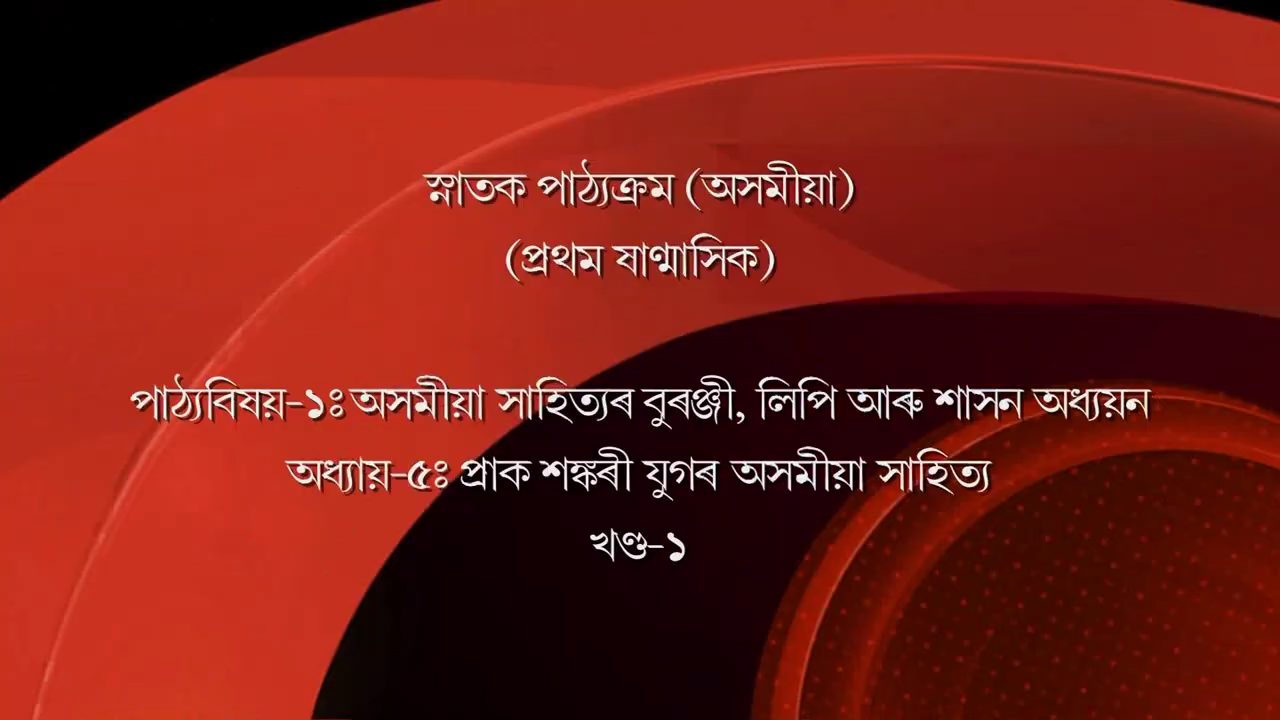 স্নাতক পাঠ্যক্ৰম (অসমীয়া)
(প্ৰথম ষাণ্মাসিক)
পাঠ্যবিষয়-১ঃ অসমীয়া সাহিত্যৰ বুৰঞ্জী, লিপি আৰু শাসন অধ্যয়ন
অধ্যায়-৫ঃ প্ৰাক শঙ্কৰী যুগৰ অসমীয়া সাহিত্য
খণ্ড-১